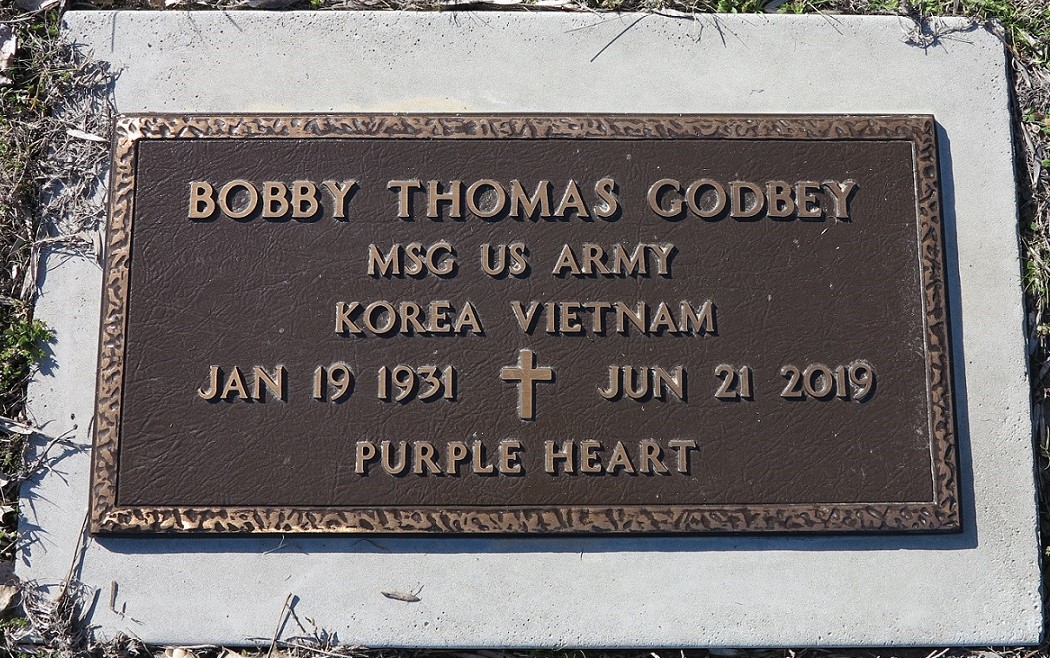 BOBBY THOMAS GODBEY
MSG US ARMY
KOREA VIETNAM
JAN 19 1931 JUN 21 2019
PURPLE HEART